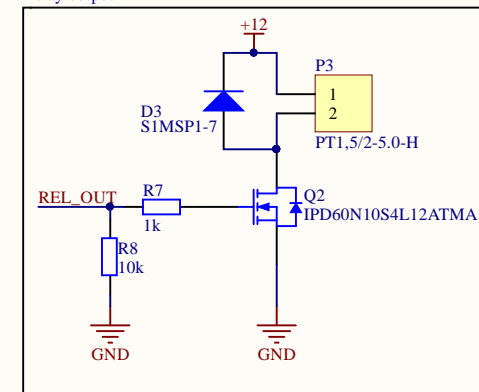 +12
P3
1
2
PT1,5/2-5.0-H
D3
S1MSP1-7
REL_OUT
R7
1k
Q2
IPD60N10S4L12ATMA
R8
10k
GND
GND